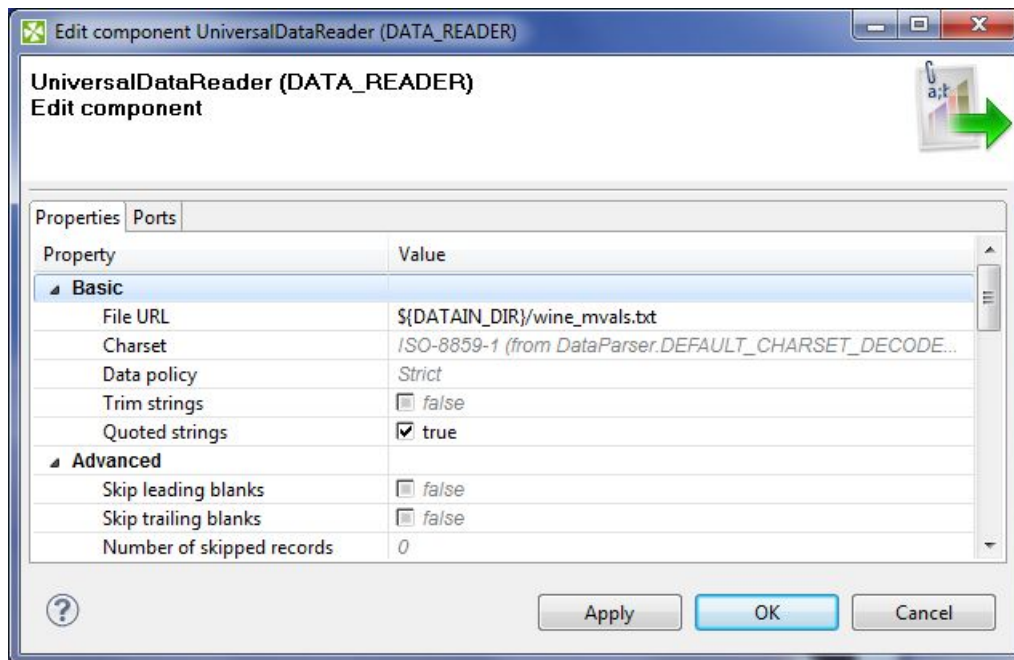 Edit component UniversalDataReader (DATA_READER)
UniversalDataReader (DATA_READER)
Edit component
a;b
Properties Ports
Property Value
Basic
File URL ${DATAIN_DIR}/wine_mvals.txt
Charset ISO-8859-1 (from DataParser.DEFAULT_CHARSET_DECODE...
Data policy Strict
Trim strings false
Quoted strings true
Advanced
Skip leading blanks false
Skip trailing blanks false
Number of skipped records 0
? Apply OK Cancel